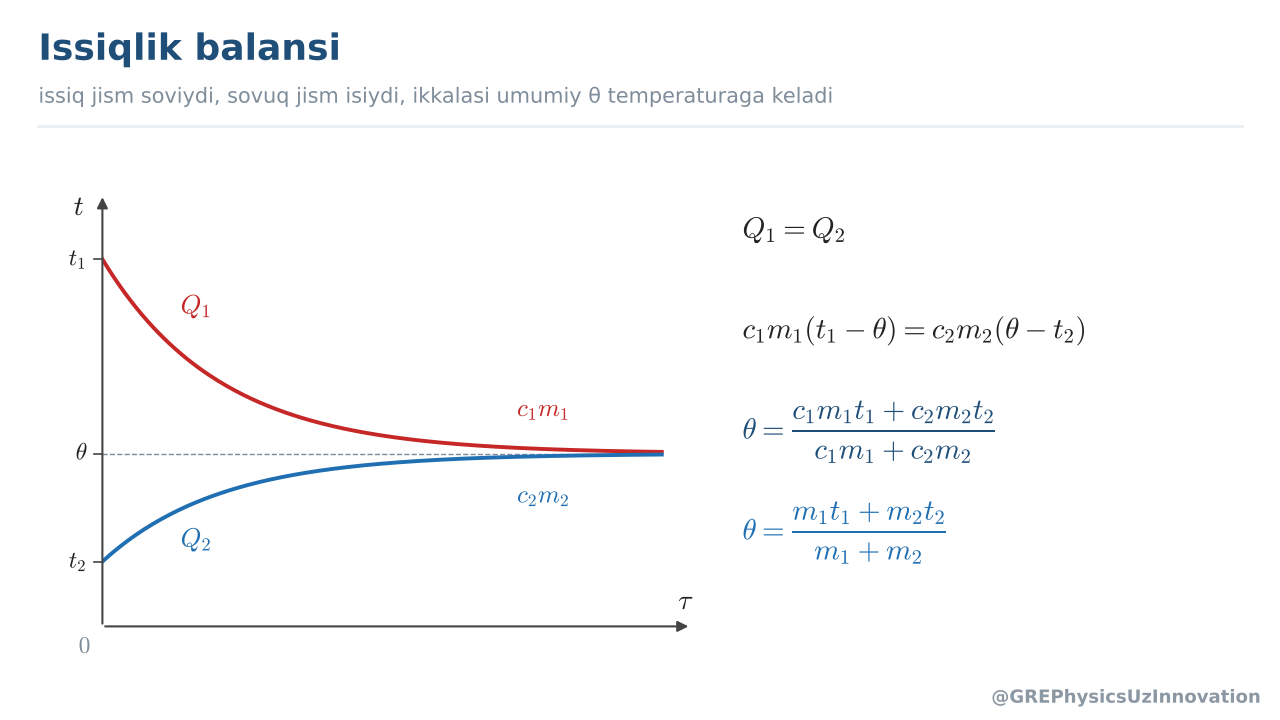 Issiqlik balansi
issiq jism soviydi, sovuq jism isiydi, ikkalasi umumiy θ temperaturaga keladi
t
t₁
Q₁
c₁m₁
θ
c₂m₂
Q₂
t₂
τ
0
Q₁ = Q₂
c₁m₁(t₁ − θ) = c₂m₂(θ − t₂)
θ = (c₁m₁t₁ + c₂m₂t₂) / (c₁m₁ + c₂m₂)
θ = (m₁t₁ + m₂t₂) / (m₁ + m₂)
@GREPhysicsUzInnovation